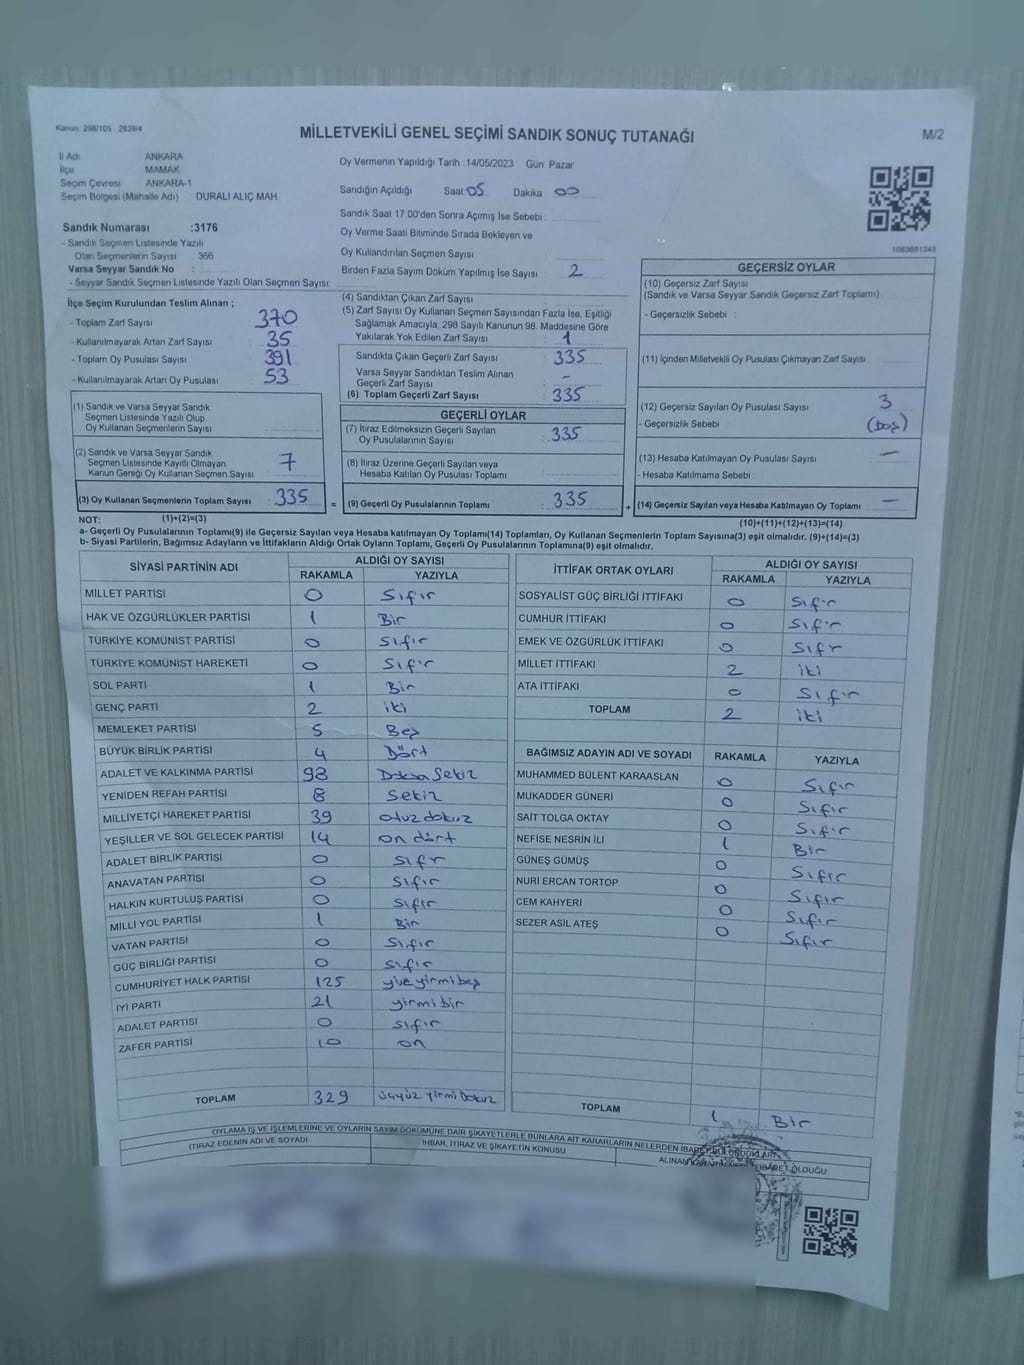 Kanun: 298/105 , 2839/4
MİLLETVEKİLİ GENEL SEÇİMİ SANDIK SONUÇ TUTANAĞI
M/2
İl Adı ANKARA
İlçe MAMAK
Seçim Çevresi ANKARA-1
Seçim Bölgesi (Mahalle Adı) : DURALİ ALIÇ MAH.
Oy Vermenin Yapıldığı Tarih :14/05/2023 Gün Pazar
Sandığın Açıldığı Saat 05 Dakika 00
Sandık Saat 17.00'den Sonra Açımış İse Sebebi :
Oy Verme Saati Bitiminde Sırada Bekleyen ve
Oy Kullandırılan Seçmen Sayısı
Birden Fazla Sayım Döküm Yapılmış İse Sayısı : 2
Sandık Numarası :3176
- Sandık Seçmen Listesinde Yazılı
Olan Seçmenlerin Sayısı : 366
Varsa Seyyar Sandık No :
- Seyyar Sandık Seçmen Listesinde Yazılı Olan Seçmen Sayısı:
İlçe Seçim Kurulundan Teslim Alınan ;
- Toplam Zarf Sayısı : 370
- Kullanılmayarak Artan Zarf Sayısı : 35
- Toplam Oy Pusulası Sayısı : 391
- Kullanılmayarak Artan Oy Pusulası : 53
(4) Sandıktan Çıkan Zarf Sayısı :
(5) Zarf Sayısı Oy Kullanan Seçmen Sayısından Fazla İse, Eşitliği
Sağlamak Amacıyla, 298 Sayılı Kanunun 98. Maddesine Göre
Yakılarak Yok Edilen Zarf Sayısı : 1
Sandıkta Çıkan Geçerli Zarf Sayısı : 335
Varsa Seyyar Sandıktan Teslim Alınan
Geçerli Zarf Sayısı : -
(6) Toplam Geçerli Zarf Sayısı : 335
GEÇERLİ OYLAR
(7) İtiraz Edilmeksizin Geçerli Sayılan
Oy Pusulalarının Sayısı : 335
(8) İtiraz Üzerine Geçerli Sayılan veya
Hesaba Katılan Oy Pusulası Toplamı :
(9) Geçerli Oy Pusulalarının Toplamı : 335
1083681348
GEÇERSİZ OYLAR
(10) Geçersiz Zarf Sayısı
(Sandık ve Varsa Seyyar Sandık Geçersiz Zarf Toplamı) :
- Geçersizlik Sebebi :
(11) İçinden Milletvekili Oy Pusulası Çıkmayan Zarf Sayısı :
(12) Geçersiz Sayılan Oy Pusulası Sayısı : 3
- Geçersizlik Sebebi : (boş)
(13) Hesaba Katılmayan Oy Pusulası Sayısı : -
- Hesaba Katılmama Sebebi :
(14) Geçersiz Sayılan veya Hesaba Katılmayan Oy Toplamı : -
(10)+(11)+(12)+(13)=(14)
(1) Sandık ve Varsa Seyyar Sandık
Seçmen Listesinde Yazılı Olup
Oy Kullanan Seçmenlerin Sayısı :
(2) Sandık ve Varsa Seyyar Sandık
Seçmen Listesinde Kayıtlı Olmayan
Kanun Gereği Oy Kullanan Seçmen Sayısı : 7
(3) Oy Kullanan Seçmenlerin Toplam Sayısı : 335
= +
NOT: (1)+(2)=(3)
a- Geçerli Oy Pusulalarının Toplamı(9) ile Geçersiz Sayılan veya Hesaba katılmayan Oy Toplamı(14) Toplamları, Oy Kullanan Seçmenlerin Toplam Sayısına(3) eşit olmalıdır. (9)+(14)=(3)
b- Siyasi Partilerin, Bağımsız Adayların ve İttifakların Aldığı Ortak Oyların Toplamı, Geçerli Oy Pusulalarının Toplamına(9) eşit olmalıdır.
SİYASİ PARTİNİN ADI ALDIĞI OY SAYISI
RAKAMLA YAZIYLA
MİLLET PARTİSİ 0 Sıfır
HAK VE ÖZGÜRLÜKLER PARTİSİ 1 Bir
TÜRKİYE KOMÜNİST PARTİSİ 0 Sıfır
TÜRKİYE KOMÜNİST HAREKETİ 0 Sıfır
SOL PARTİ 1 Bir
GENÇ PARTİ 2 iki
MEMLEKET PARTİSİ 5 Beş
BÜYÜK BİRLİK PARTİSİ 4 Dört
ADALET VE KALKINMA PARTİSİ 98 Doksan Sekiz
YENİDEN REFAH PARTİSİ 8 Sekiz
MİLLİYETÇİ HAREKET PARTİSİ 39 otuz dokuz
YEŞİLLER VE SOL GELECEK PARTİSİ 14 on dört
ADALET BİRLİK PARTİSİ 0 Sıfır
ANAVATAN PARTİSİ 0 Sıfır
HALKIN KURTULUŞ PARTİSİ 0 Sıfır
MİLLİ YOL PARTİSİ 1 Bir
VATAN PARTİSİ 0 Sıfır
GÜÇ BİRLİĞİ PARTİSİ 0 Sıfır
CUMHURİYET HALK PARTİSİ 125 yüz yirmi beş
İYİ PARTİ 21 yirmi bir
ADALET PARTİSİ 0 sıfır
ZAFER PARTİSİ 10 on
TOPLAM 329 üçyüz yirmi Dokuz
İTTİFAK ORTAK OYLARI ALDIĞI OY SAYISI
RAKAMLA YAZIYLA
SOSYALİST GÜÇ BİRLİĞİ İTTİFAKI 0 Sıfır
CUMHUR İTTİFAKI 0 Sıfır
EMEK VE ÖZGÜRLÜK İTTİFAKI 0 Sıfır
MİLLET İTTİFAKI 2 iki
ATA İTTİFAKI 0 Sıfır
TOPLAM 2 iki
BAĞIMSIZ ADAYIN ADI VE SOYADI RAKAMLA YAZIYLA
MUHAMMED BÜLENT KARAASLAN 0 Sıfır
MUKADDER GÜNERİ 0 Sıfır
SAİT TOLGA OKTAY 0 Sıfır
NEFİSE NESRİN İLİ 1 Bir
GÜNEŞ GÜMÜŞ 0 Sıfır
NURİ ERCAN TORTOP 0 Sıfır
CEM KAHYERİ 0 Sıfır
SEZER ASİL ATEŞ 0 Sıfır
TOPLAM 1 Bir
OYLAMA İŞ VE İŞLEMLERİNE VE OYLARIN SAYIM DÖKÜMÜNE DAİR ŞİKAYETLERLE BUNLARA AİT KARARLARIN NELERDEN İBARET OLDUKLARI
İTİRAZ EDENİN ADI VE SOYADI
İHBAR, İTİRAZ VE ŞİKAYETİN KONUSU
ALINAN İBARET OLDUĞU